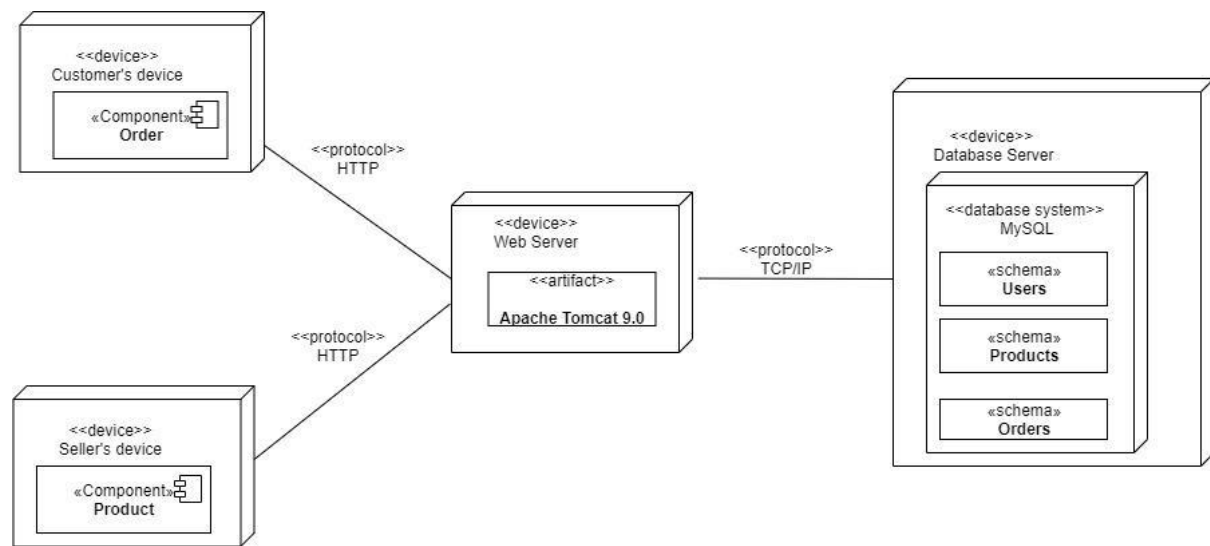 <<device>>
Customer's device
«Component»
Order
<<protocol>>
HTTP
<<device>>
Web Server
<<artifact>>
Apache Tomcat 9.0
<<protocol>>
TCP/IP
<<device>>
Database Server
<<database system>>
MySQL
«schema»
Users
«schema»
Products
«schema»
Orders
<<protocol>>
HTTP
<<device>>
Seller's device
«Component»
Product